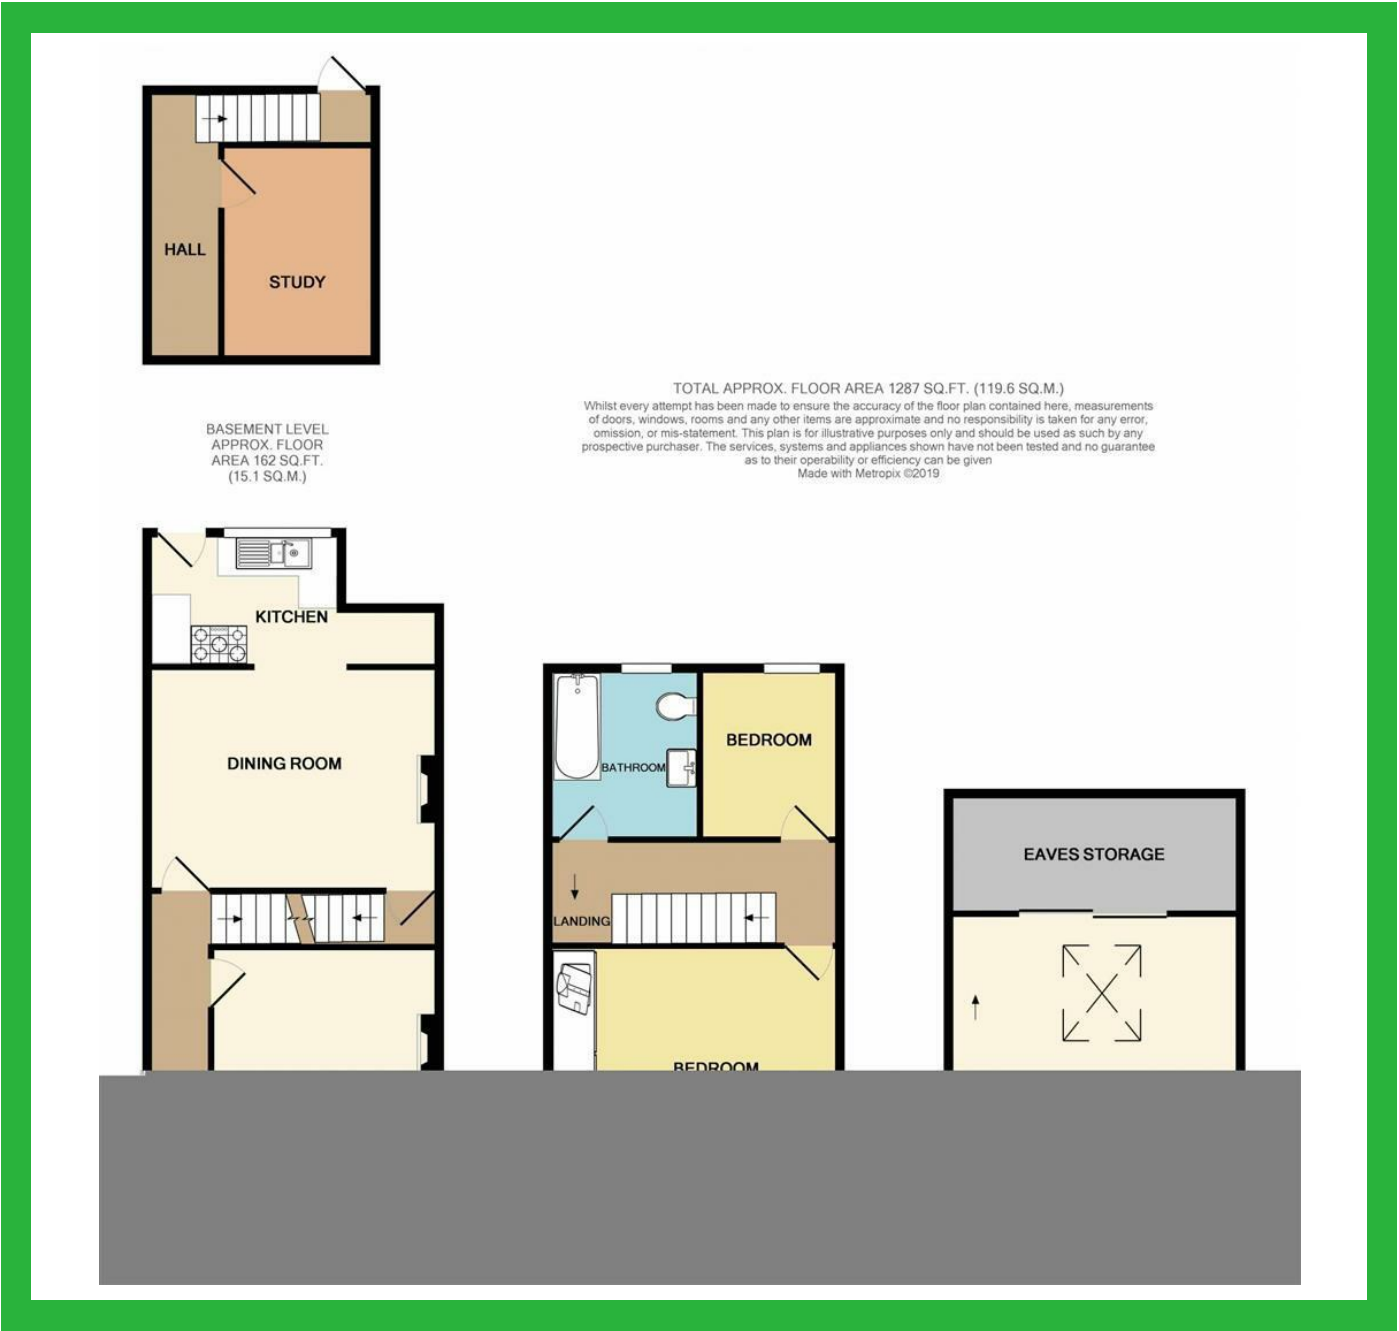 HALL
STUDY
TOTAL APPROX. FLOOR AREA 1287 SQ.FT. (119.6 SQ.M.)
Whilst every attempt has been made to ensure the accuracy of the floor plan contained here, measurements
of doors, windows, rooms and any other items are approximate and no responsibility is taken for any error,
omission, or mis-statement. This plan is for illustrative purposes only and should be used as such by any
prospective purchaser. The services, systems and appliances shown have not been tested and no guarantee
as to their operability or efficiency can be given
Made with Metropix ©2019
BASEMENT LEVEL
APPROX. FLOOR
AREA 162 SQ.FT.
(15.1 SQ.M.)
KITCHEN
DINING ROOM
BATHROOM
BEDROOM
LANDING
BEDROOM
EAVES STORAGE